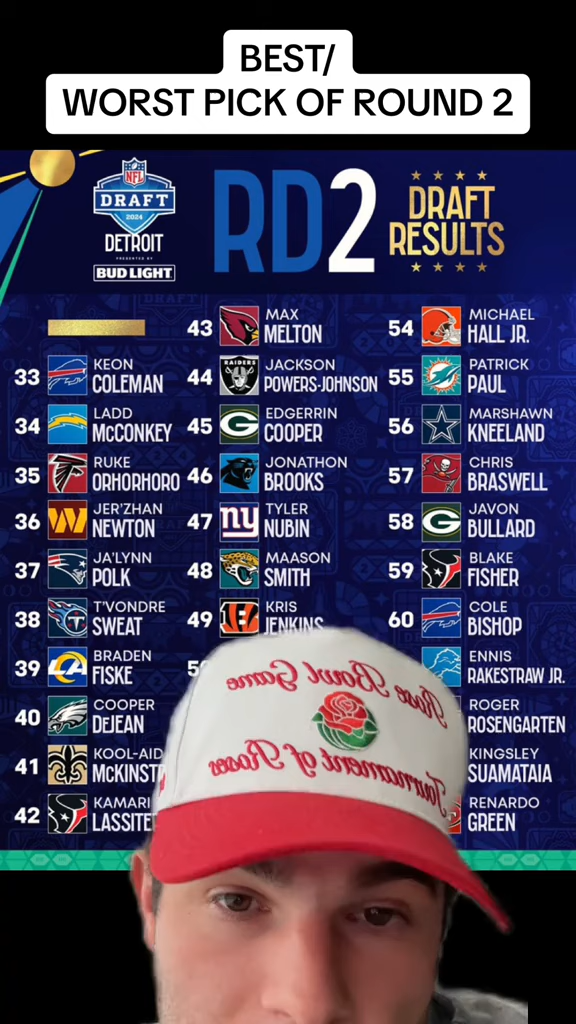 BEST/
WORST PICK OF ROUND 2
NFL
DRAFT
2024
DETROIT
PRESENTED BY
BUD LIGHT
RD2
DRAFT
RESULTS
33 KEON
COLEMAN
34 LADD
McCONKEY
35 RUKE
ORHORHORO
36 JER'ZHAN
NEWTON
37 JA'LYNN
POLK
38 T'VONDRE
SWEAT
39 BRADEN
FISKE
40 COOPER
DEJEAN
41 KOOL-AID
McKINST
42 KAMARI
LASSITE
43 MAX
MELTON
44 RAIDERS JACKSON
POWERS-JOHNSON
45 G EDGERRIN
COOPER
46 JONATHON
BROOKS
47 ny TYLER
NUBIN
48 MAASON
SMITH
49 KRIS
JENKINS
54 MICHAEL
HALL JR.
55 PATRICK
PAUL
56 MARSHAWN
KNEELAND
57 CHRIS
BRASWELL
58 G JAVON
BULLARD
59 BLAKE
FISHER
60 COLE
BISHOP
ENNIS
RAKESTRAW JR.
ROGER
ROSENGARTEN
KINGSLEY
SUAMATAIA
RENARDO
GREEN
Rose Bowl Game
Tournament of Roses